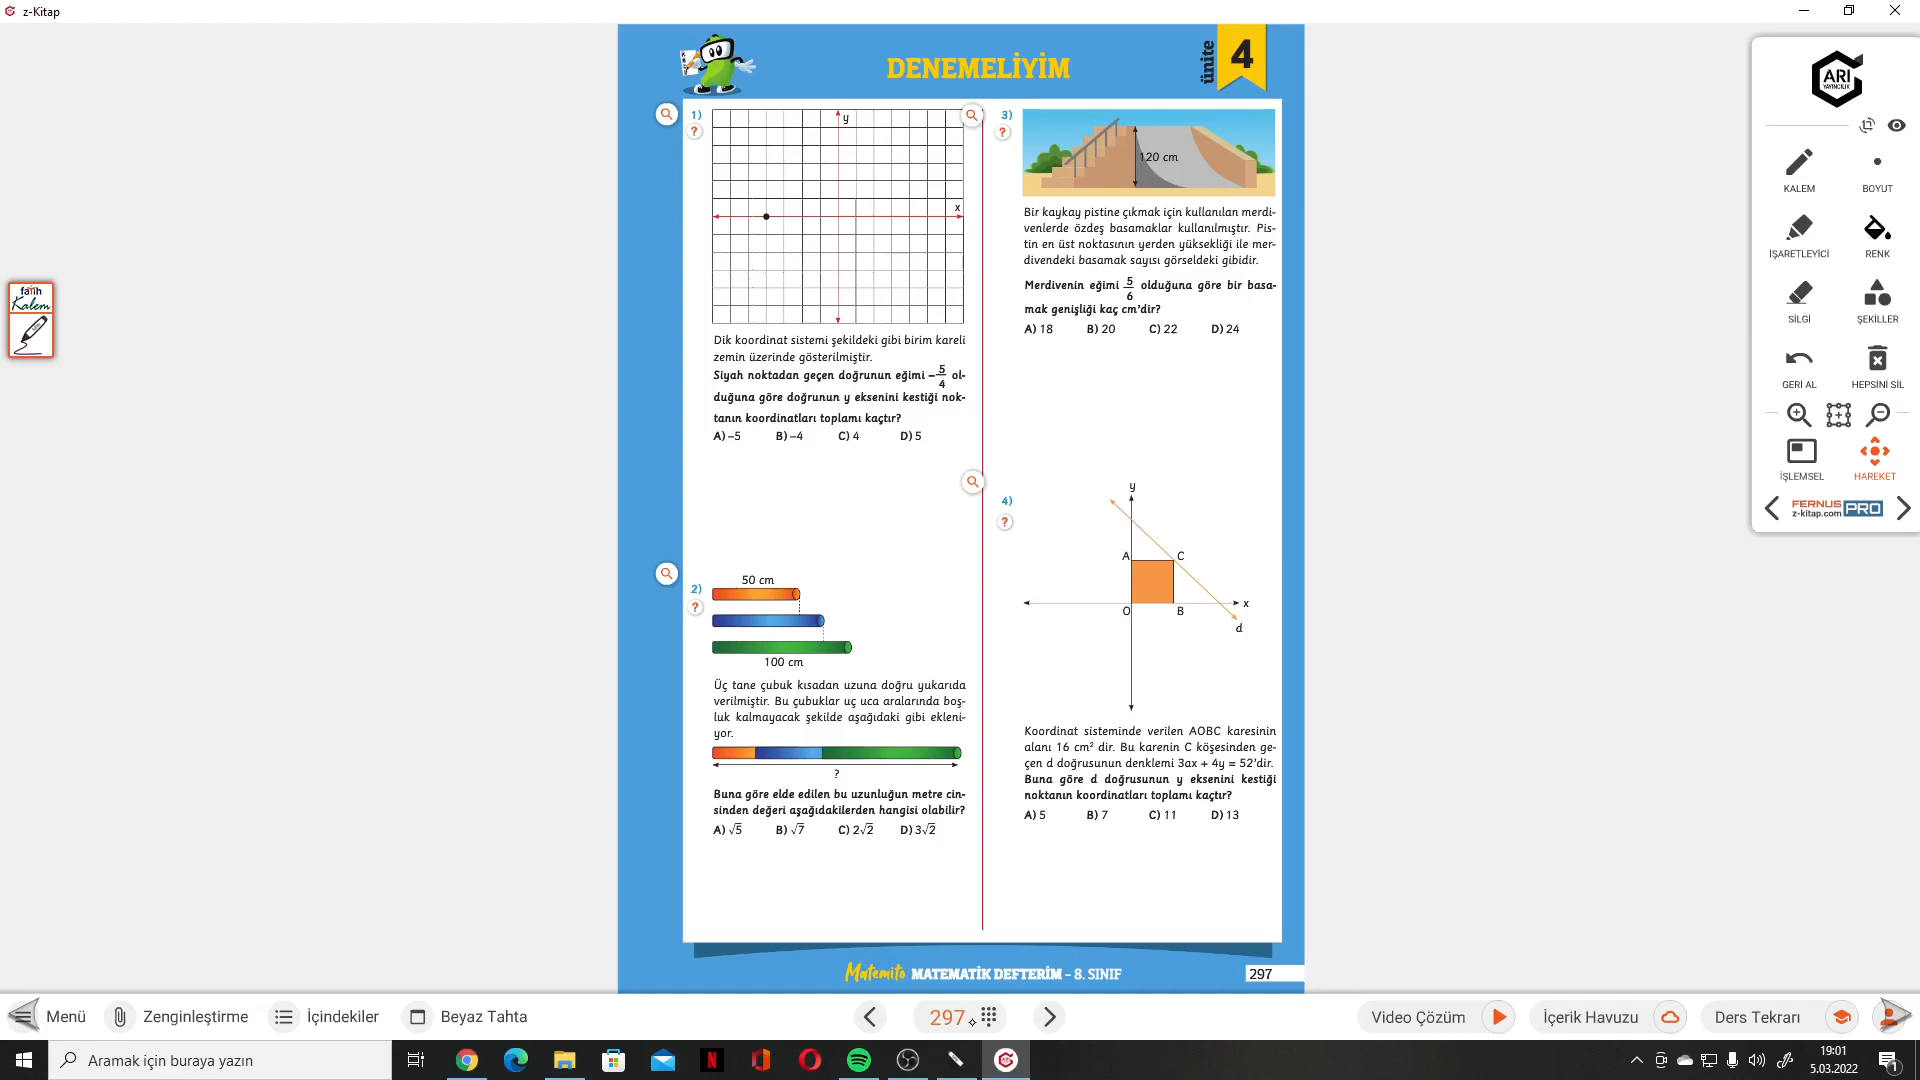 z-Kitap
DENEMELİYİM
ünite
4
1)
?
y
x
Dik koordinat sistemi şekildeki gibi birim kareli
zemin üzerinde gösterilmiştir.
Siyah noktadan geçen doğrunun eğimi –5/4 ol-
duğuna göre doğrunun y eksenini kestiği nok-
tanın koordinatları toplamı kaçtır?
A) –5 B) –4 C) 4 D) 5
2)
?
50 cm
100 cm
Üç tane çubuk kısadan uzuna doğru yukarıda
verilmiştir. Bu çubuklar uç uca aralarında boş-
luk kalmayacak şekilde aşağıdaki gibi ekleni-
yor.
?
Buna göre elde edilen bu uzunluğun metre cin-
sinden değeri aşağıdakilerden hangisi olabilir?
A) √5 B) √7 C) 2√2 D) 3√2
3)
?
120 cm
Bir kaykay pistine çıkmak için kullanılan merdi-
venlerde özdeş basamaklar kullanılmıştır. Pis-
tin en üst noktasının yerden yüksekliği ile mer-
divendeki basamak sayısı görseldeki gibidir.
Merdivenin eğimi 5/6 olduğuna göre bir basa-
mak genişliği kaç cm'dir?
A) 18 B) 20 C) 22 D) 24
4)
?
y
A C
O B x
d
Koordinat sisteminde verilen AOBC karesinin
alanı 16 cm² dir. Bu karenin C köşesinden ge-
çen d doğrusunun denklemi 3ax + 4y = 52'dir.
Buna göre d doğrusunun y eksenini kestiği
noktanın koordinatları toplamı kaçtır?
A) 5 B) 7 C) 11 D) 13
Matemito MATEMATİK DEFTERİM – 8. SINIF
297
fatih
Kalem
ARI
YAYINCILIK
KALEM BOYUT
İŞARETLEYİCİ RENK
SİLGİ ŞEKİLLER
GERİ AL HEPSİNİ SİL
İŞLEMSEL HAREKET
FERNUS
z-kitap.com PRO
Menü Zenginleştirme İçindekiler Beyaz Tahta 297 Video Çözüm İçerik Havuzu Ders Tekrarı
Aramak için buraya yazın
19:01
5.03.2022
1